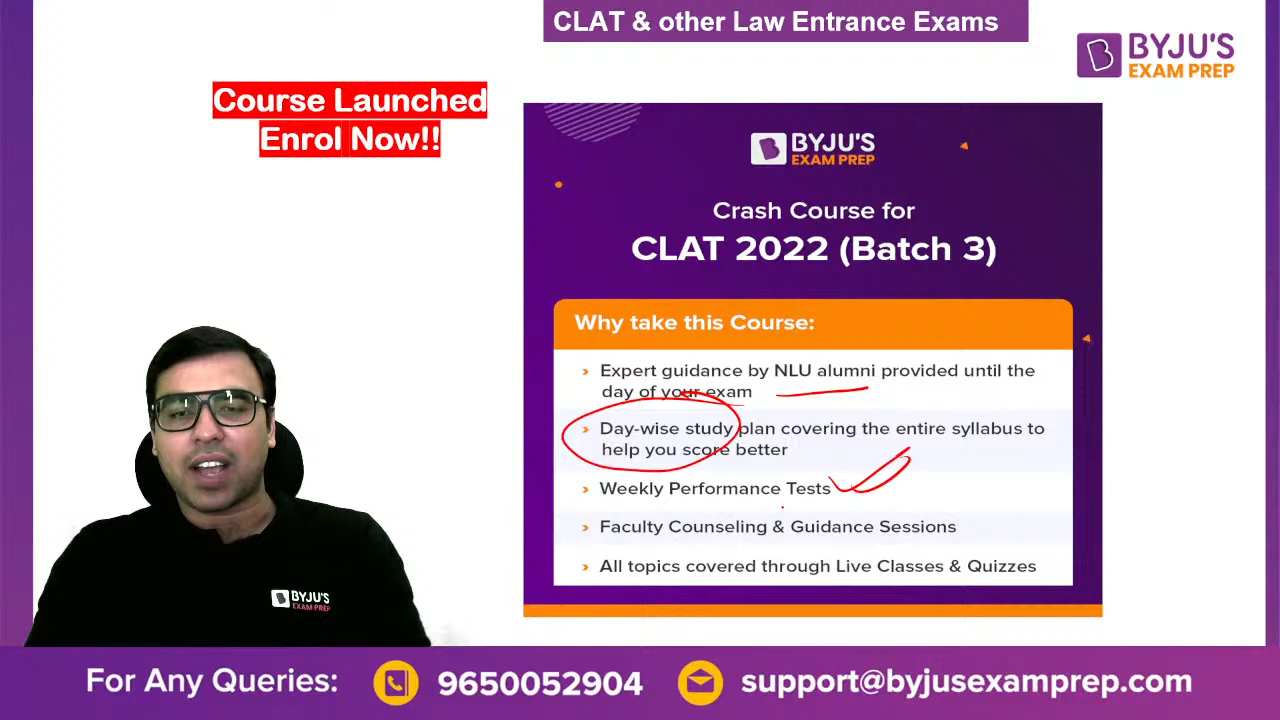 CLAT & other Law Entrance Exams
BYJU'S
EXAM PREP
Course Launched
Enrol Now!!
BYJU'S
EXAM PREP
Crash Course for
CLAT 2022 (Batch 3)
Why take this Course:
Expert guidance by NLU alumni provided until the
day of your exam
Day-wise study plan covering the entire syllabus to
help you score better
Weekly Performance Tests
Faculty Counseling & Guidance Sessions
All topics covered through Live Classes & Quizzes
BYJU'S
EXAM PREP
For Any Queries: 9650052904 support@byjusexamprep.com